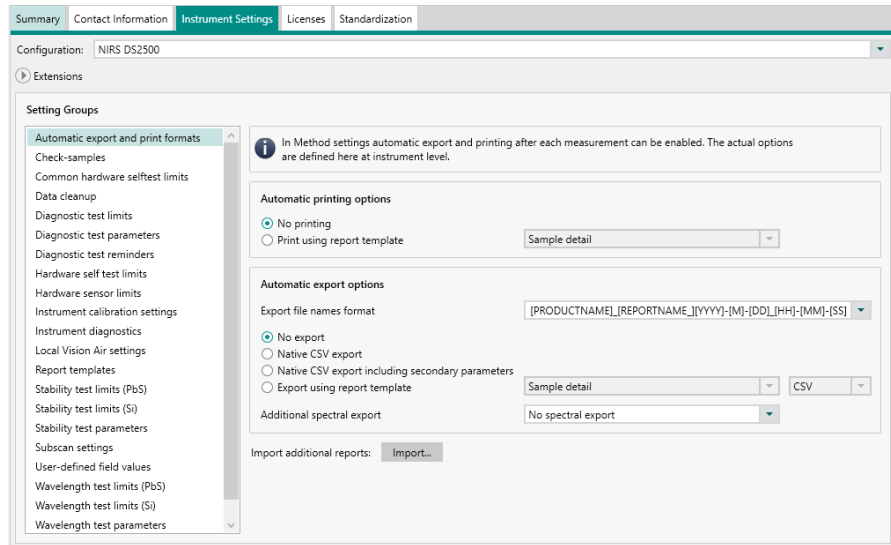 Summary Contact Information Instrument Settings Licenses Standardization
Configuration: NIRS DS2500
Extensions
Setting Groups
Automatic export and print formats
Check-samples
Common hardware selftest limits
Data cleanup
Diagnostic test limits
Diagnostic test parameters
Diagnostic test reminders
Hardware self test limits
Hardware sensor limits
Instrument calibration settings
Instrument diagnostics
Local Vision Air settings
Report templates
Stability test limits (PbS)
Stability test limits (Si)
Stability test parameters
Subscan settings
User-defined field values
Wavelength test limits (PbS)
Wavelength test limits (Si)
Wavelength test parameters
In Method settings automatic export and printing after each measurement can be enabled. The actual options
are defined here at instrument level.
Automatic printing options
No printing
Print using report template Sample detail
Automatic export options
Export file names format [PRODUCTNAME]_[REPORTNAME_][YYYY]-[M]-[DD]_[HH]-[MM]-[SS]
No export
Native CSV export
Native CSV export including secondary parameters
Export using report template Sample detail CSV
Additional spectral export No spectral export
Import additional reports: Import...